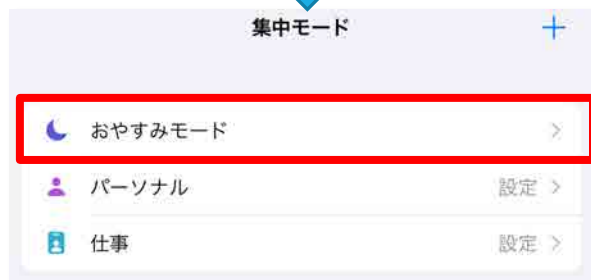 集中モード
おやすみモード
パーソナル 設定
仕事 設定